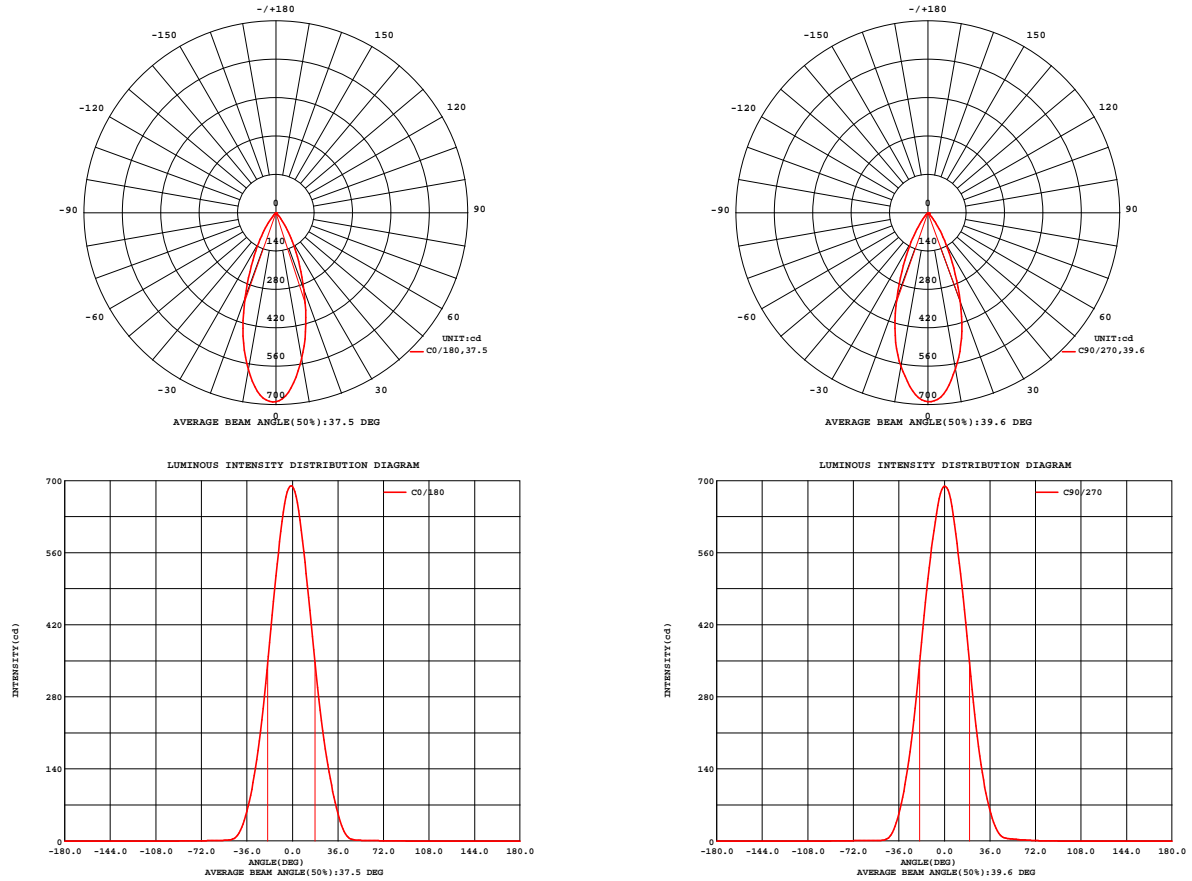 -/+180
-150 150
-120 120
-90 90
-60 60
-30 30
0
0
140
280
420
560
700
UNIT:cd
C0/180,37.5
AVERAGE BEAM ANGLE(50%):37.5 DEG
-/+180
-150 150
-120 120
-90 90
-60 60
-30 30
0
0
140
280
420
560
700
UNIT:cd
C90/270,39.6
AVERAGE BEAM ANGLE(50%):39.6 DEG
LUMINOUS INTENSITY DISTRIBUTION DIAGRAM
C0/180
INTENSITY(cd)
700
560
420
280
140
0
-180.0 -144.0 -108.0 -72.0 -36.0 0.0 36.0 72.0 108.0 144.0 180.0
ANGLE(DEG)
AVERAGE BEAM ANGLE(50%):37.5 DEG
LUMINOUS INTENSITY DISTRIBUTION DIAGRAM
C90/270
INTENSITY(cd)
700
560
420
280
140
0
-180.0 -144.0 -108.0 -72.0 -36.0 0.0 36.0 72.0 108.0 144.0 180.0
ANGLE(DEG)
AVERAGE BEAM ANGLE(50%):39.6 DEG